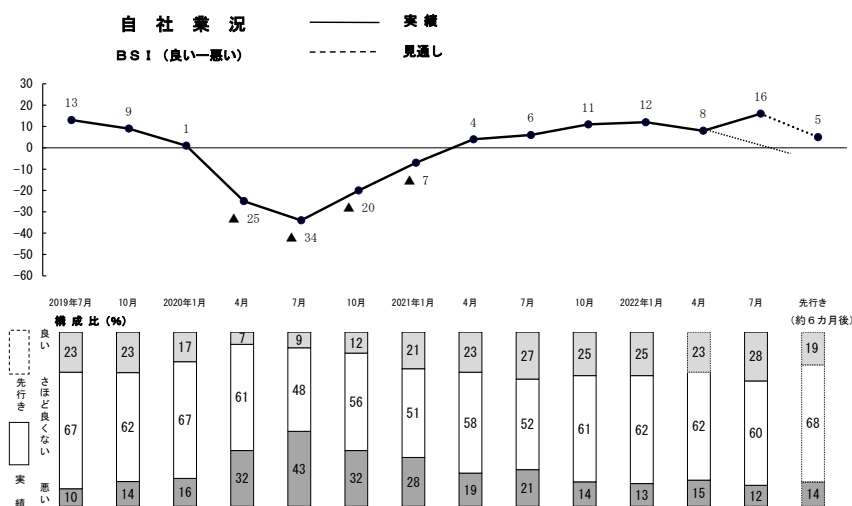 自 社 業 況
実 績
BSI（良い－悪い）
見通し
30
20
10
0
-10
-20
-30
-40
-50
-60
13
9
1
▲ 25
▲ 34
▲ 20
▲ 7
4
6
11
12
8
16
5
2019年7月 10月 2020年1月 4月 7月 10月 2021年1月 4月 7月 10月 2022年1月 4月 7月 先行き
（約６カ月後）
構 成 比（%）
良い
23 23 17 7 9 12 21 23 27 25 25 23 28 19
さほど良くない
67 62 67 61 48 56 51 58 52 61 62 62 60 68
悪い
10 14 16 32 43 32 28 19 21 14 13 15 12 14
先行き
実績